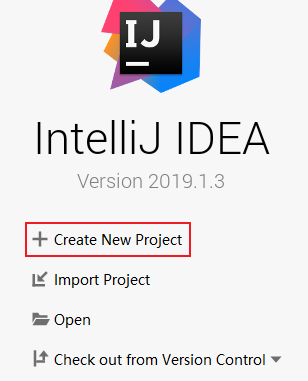 IJ
IntelliJ IDEA
Version 2019.1.3
Create New Project
Import Project
Open
Check out from Version Control